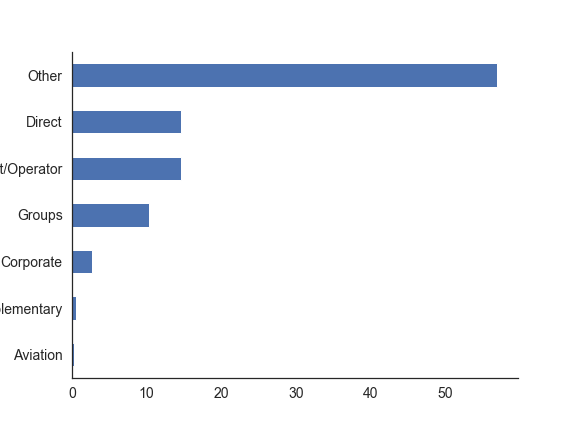 Other
Direct
t/Operator
Groups
Corporate
lementary
Aviation
0 10 20 30 40 50